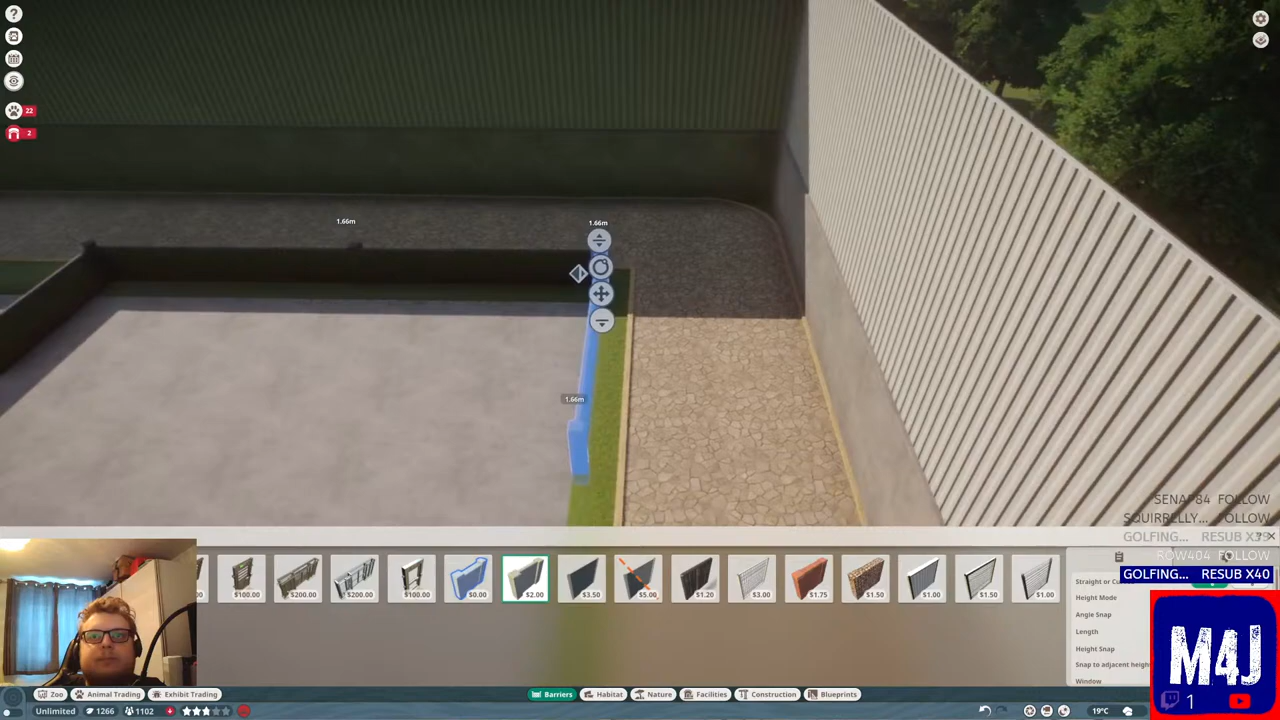 22
2
1.66m
1.66m
1.66m
SENAP84 FOLLOW
SQUIRRELLY... FOLLOW
GOLFING... RESUB X39
ROW404 FOLLOW
GOLFING... RESUB X40
$100.00
$200.00
$200.00
$100.00
$0.00
$2.00
$3.50
$5.00
$1.20
$3.00
$1.75
$1.50
$1.00
$1.50
$1.00
Straight or Cu
Height Mode
Angle Snap
Length
Height Snap
Snap to adjacent heigh
Window
M4J
1
Zoo
Animal Trading
Exhibit Trading
Barriers
Habitat
Nature
Facilities
Construction
Blueprints
Unlimited
1266
1102
19°C